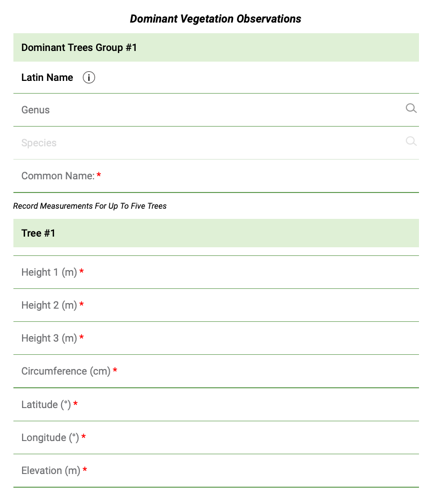 Dominant Vegetation Observations
Dominant Trees Group #1
Latin Name
Genus
Species
Common Name: *
Record Measurements For Up To Five Trees
Tree #1
Height 1 (m) *
Height 2 (m) *
Height 3 (m) *
Circumference (cm) *
Latitude (°) *
Longitude (°) *
Elevation (m) *